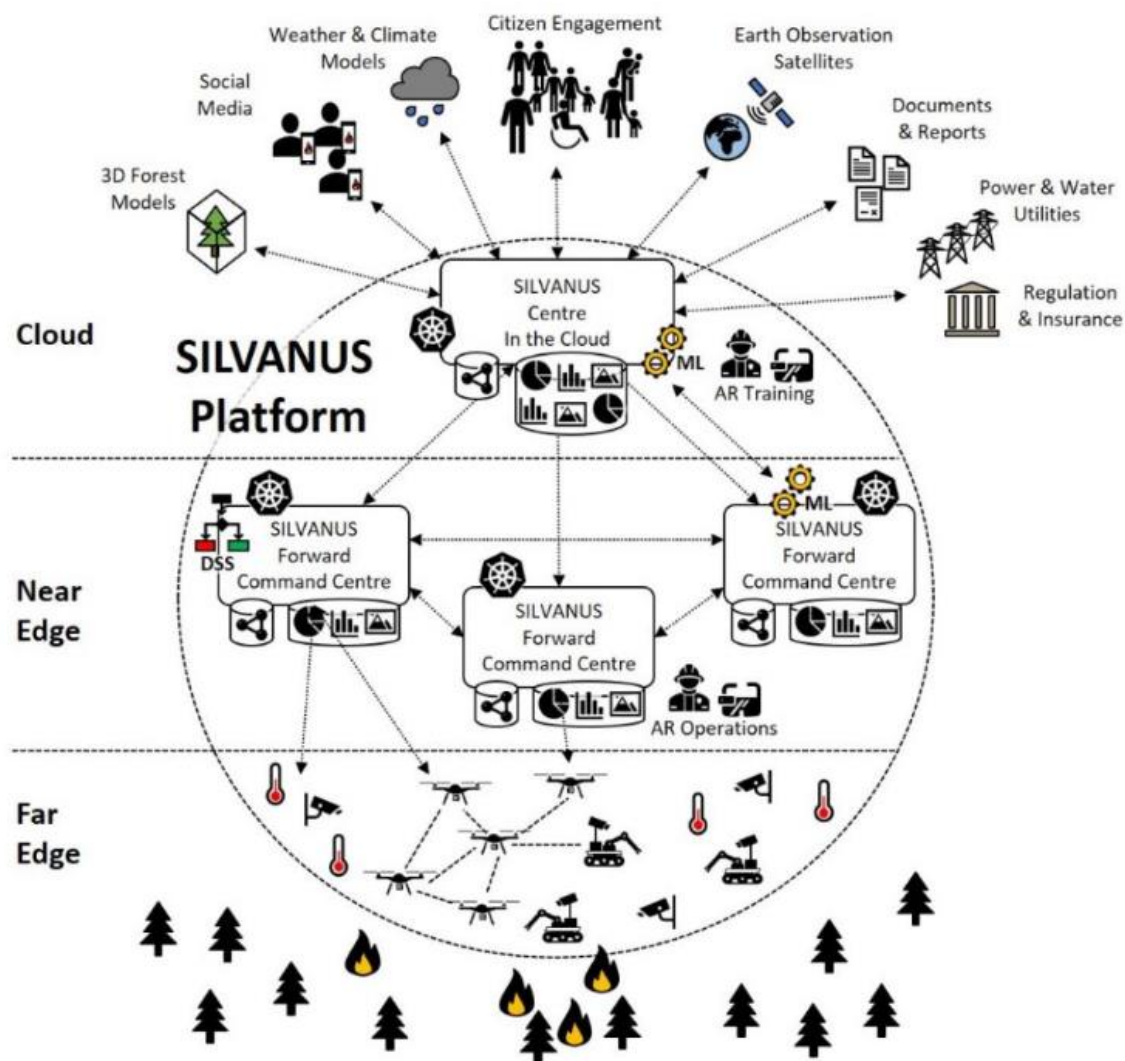 Citizen Engagement
Weather & Climate
Models
Earth Observation
Satellites
Social
Media
Documents
& Reports
3D Forest
Models
Power & Water
Utilities
Regulation
& Insurance
SILVANUS
Centre
In the Cloud
Cloud
SILVANUS
Platform
ML
AR Training
ML
SILVANUS
Forward
Command Centre
DSS
SILVANUS
Forward
Command Centre
Near
Edge
SILVANUS
Forward
Command Centre
AR Operations
Far
Edge